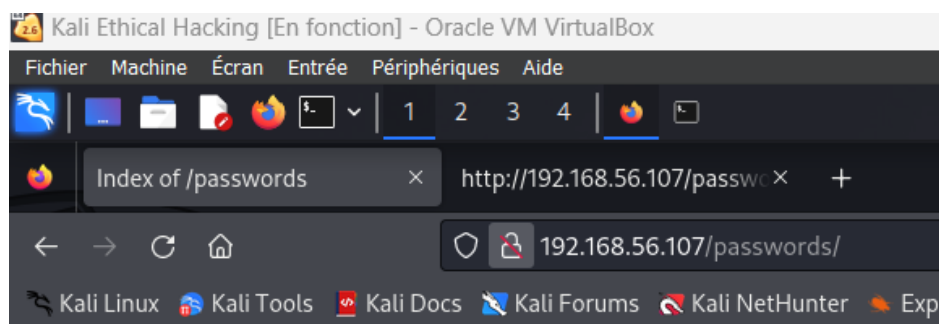 Kali Ethical Hacking [En fonction] - Oracle VM VirtualBox
Fichier Machine Écran Entrée Périphériques Aide
1 2 3 4
Index of /passwords http://192.168.56.107/passw
192.168.56.107/passwords/
Kali Linux Kali Tools Kali Docs Kali Forums Kali NetHunter Exp